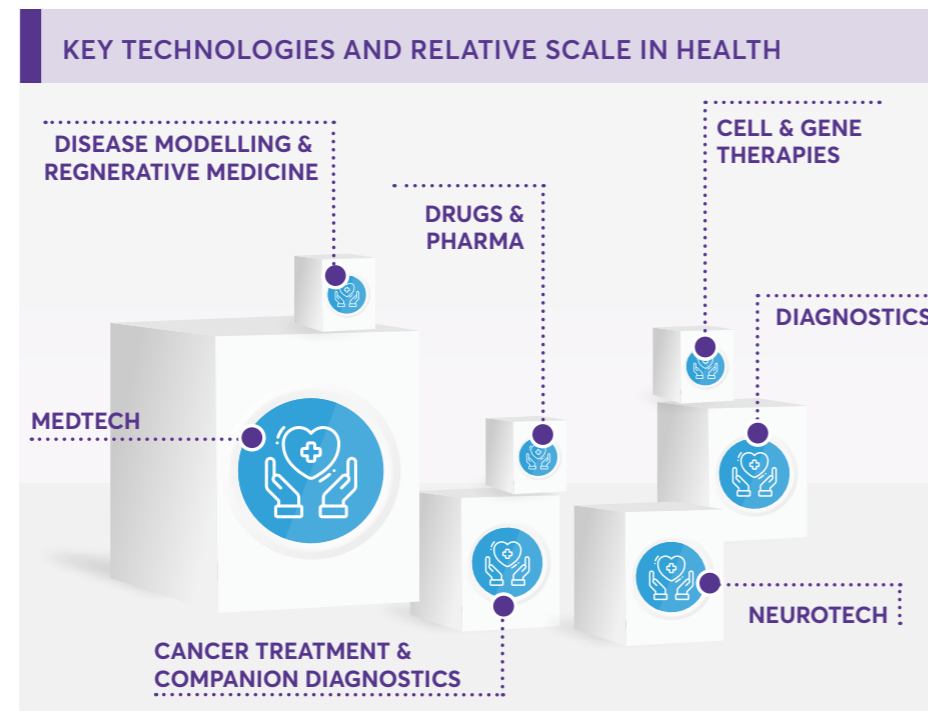 KEY TECHNOLOGIES AND RELATIVE SCALE IN HEALTH
DISEASE MODELLING &
REGNERATIVE MEDICINE
CELL & GENE
THERAPIES
DRUGS &
PHARMA
DIAGNOSTICS
MEDTECH
NEUROTECH
CANCER TREATMENT &
COMPANION DIAGNOSTICS